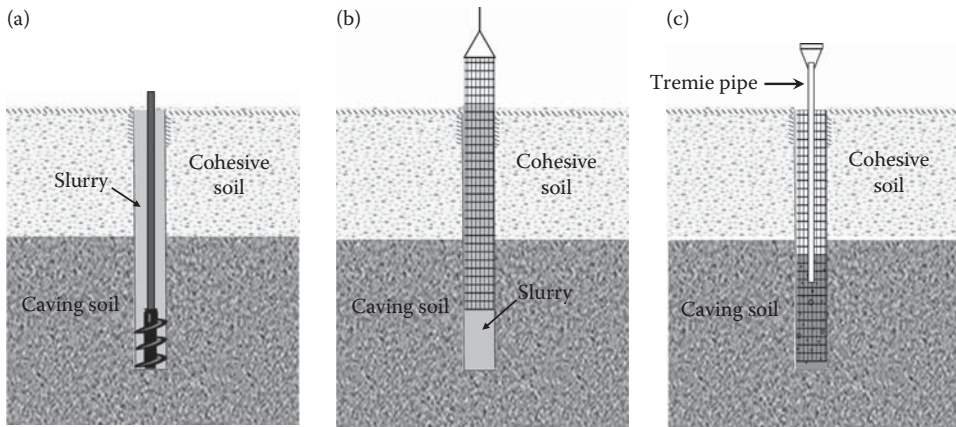 (a)
Slurry
Cohesive
soil
Caving soil
(b)
Cohesive
soil
Caving soil
Slurry
(c)
Tremie pipe
Cohesive
soil
Caving soil